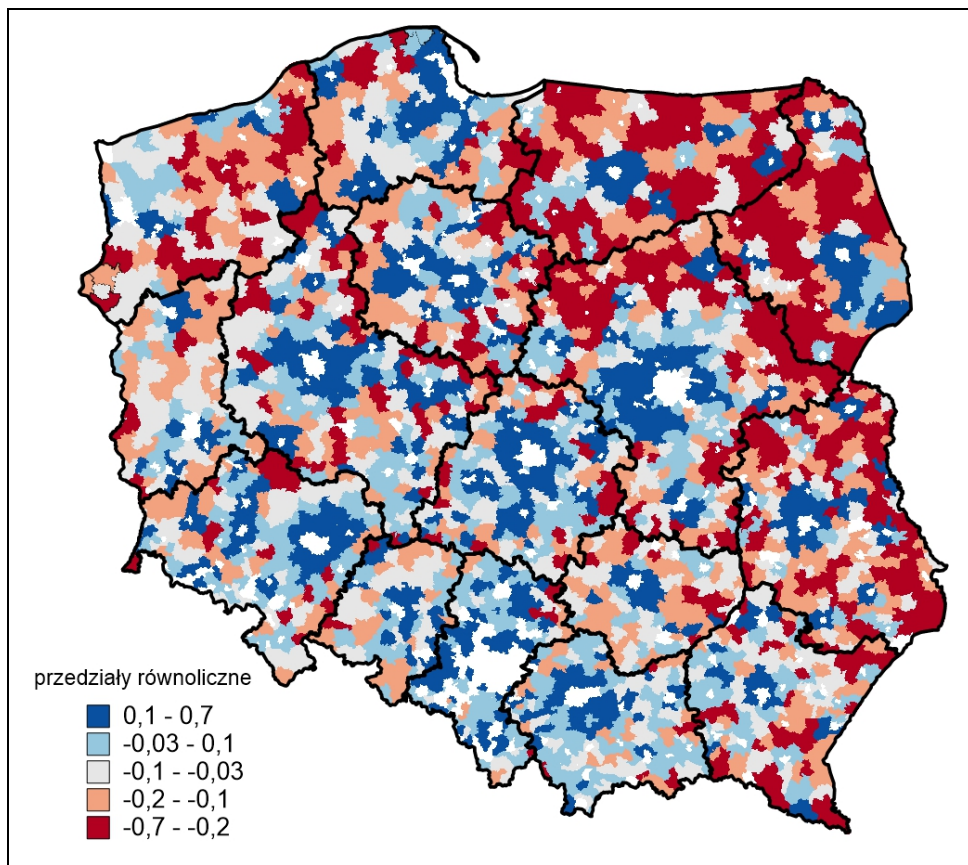 przedziały równoliczne
0,1 - 0,7
-0,03 - 0,1
-0,1 - -0,03
-0,2 - -0,1
-0,7 - -0,2